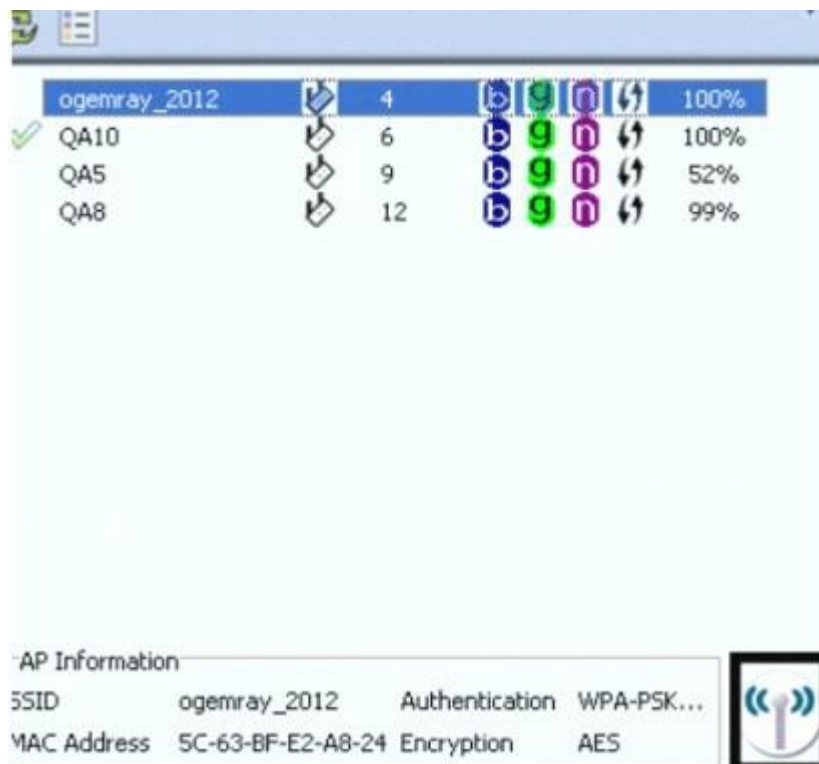 ogemray_2012 4 b g n 100%
QA10 6 b g n 100%
QA5 9 b g n 52%
QA8 12 b g n 99%
AP Information
SSID ogemray_2012 Authentication WPA-PSK...
MAC Address 5C-63-BF-E2-A8-24 Encryption AES